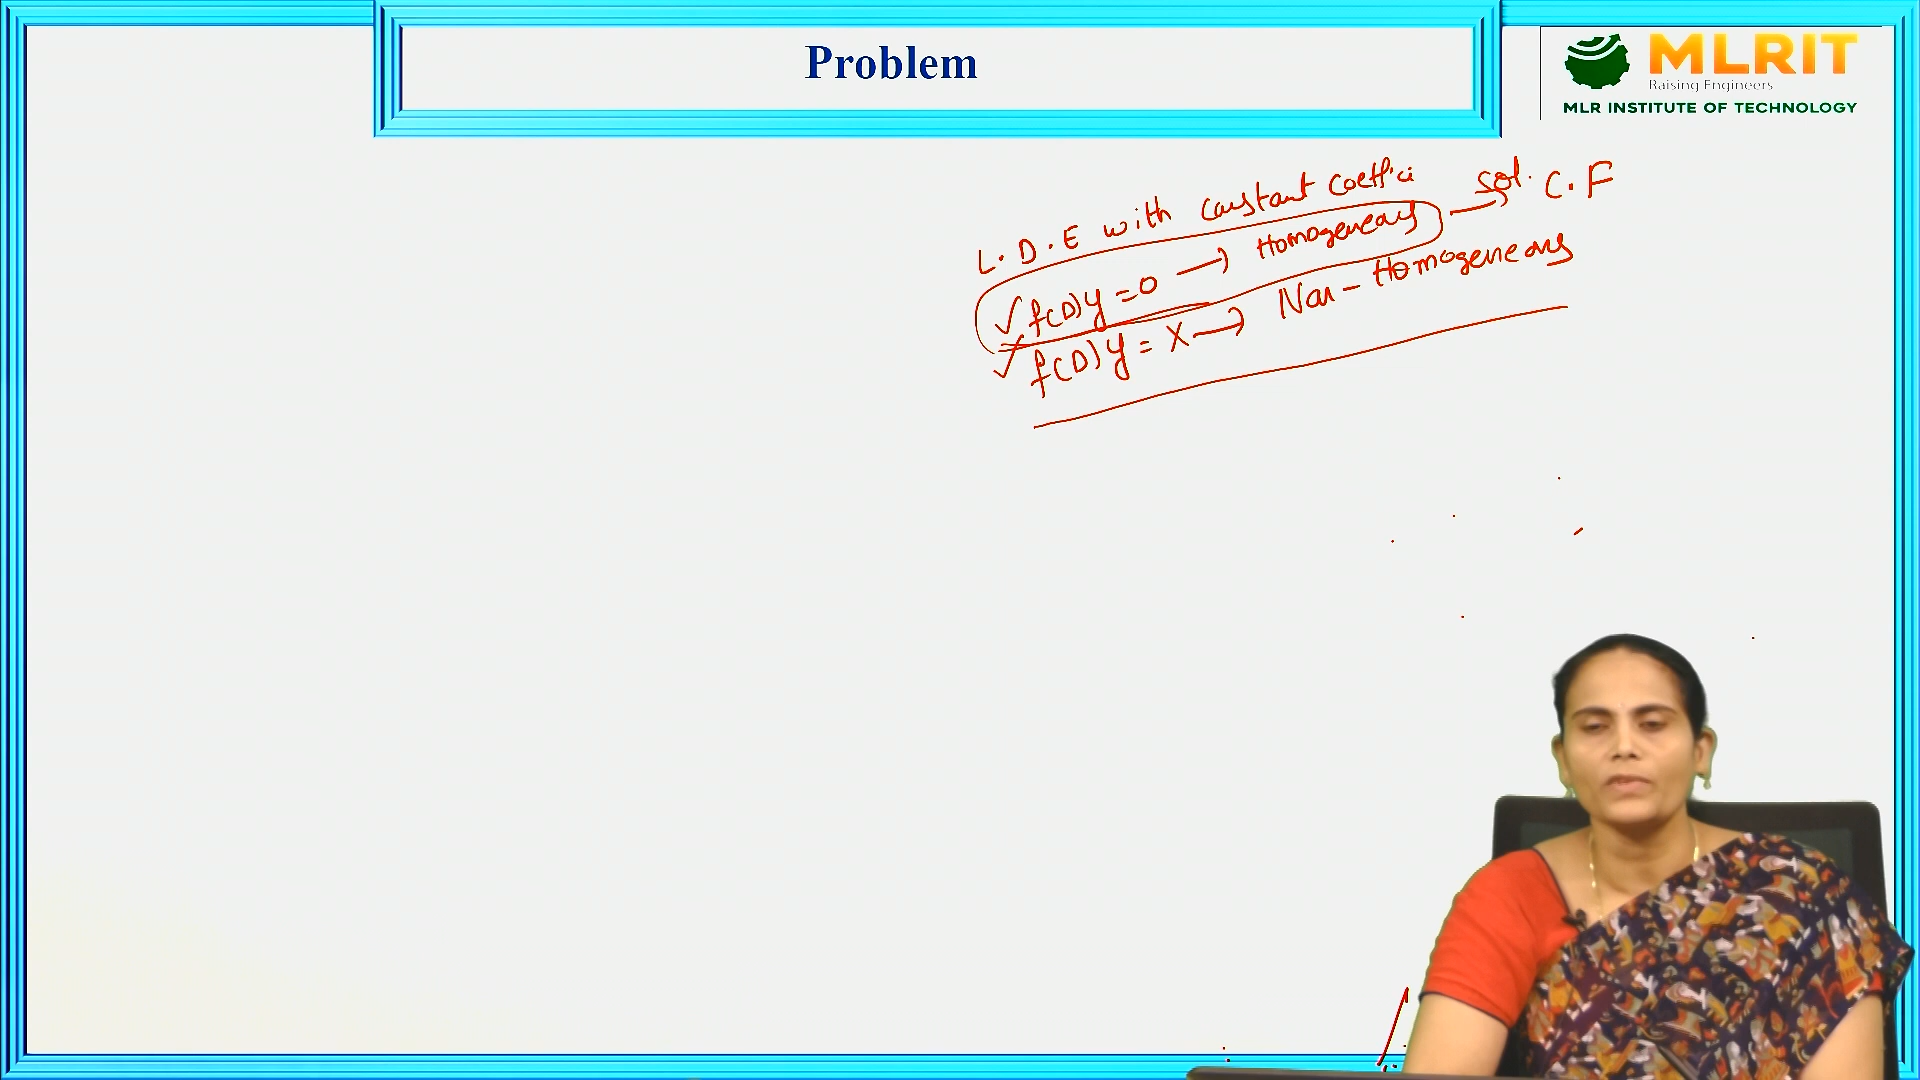 Problem
MLRIT
Raising Engineers
MLR INSTITUTE OF TECHNOLOGY
L.D.E with constant coeffici
✓ f(D)y = 0 → Homogeneous → sol. C.F
✓ f(D)y = X → Non-Homogeneous